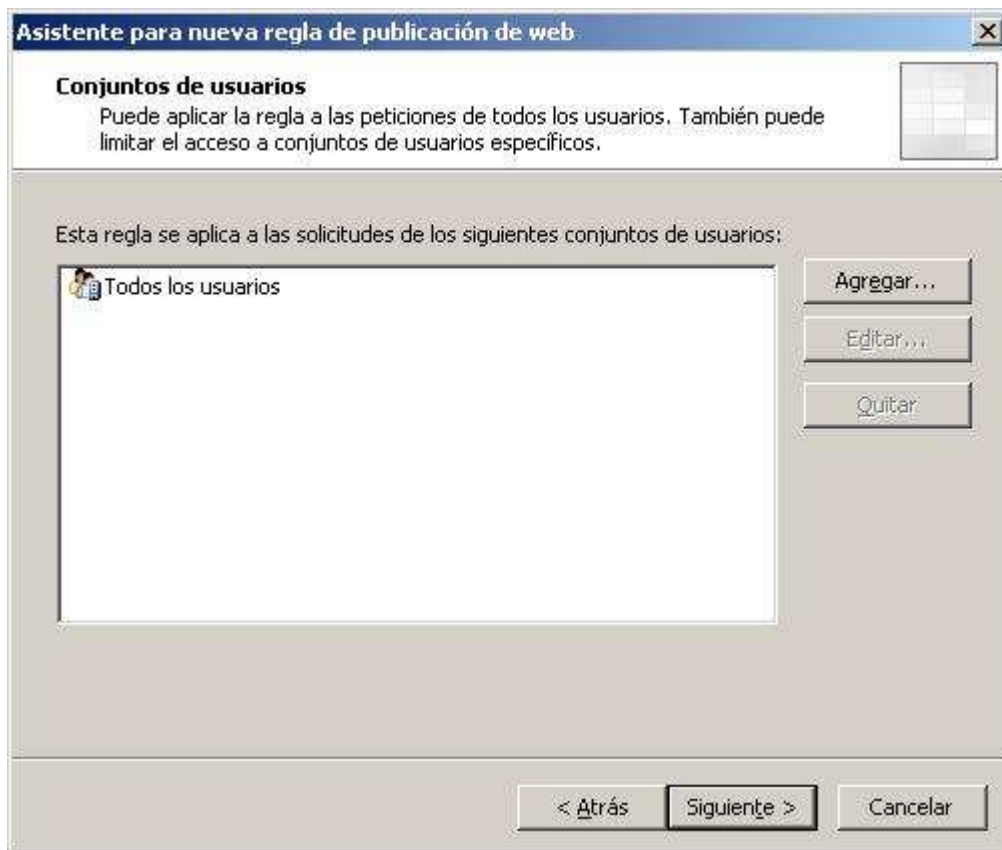 Asistente para nueva regla de publicación de web
Conjuntos de usuarios
Puede aplicar la regla a las peticiones de todos los usuarios. También puede
limitar el acceso a conjuntos de usuarios específicos.
Esta regla se aplica a las solicitudes de los siguientes conjuntos de usuarios:
Todos los usuarios
Agregar...
Editar...
Quitar
< Atrás
Siguiente >
Cancelar